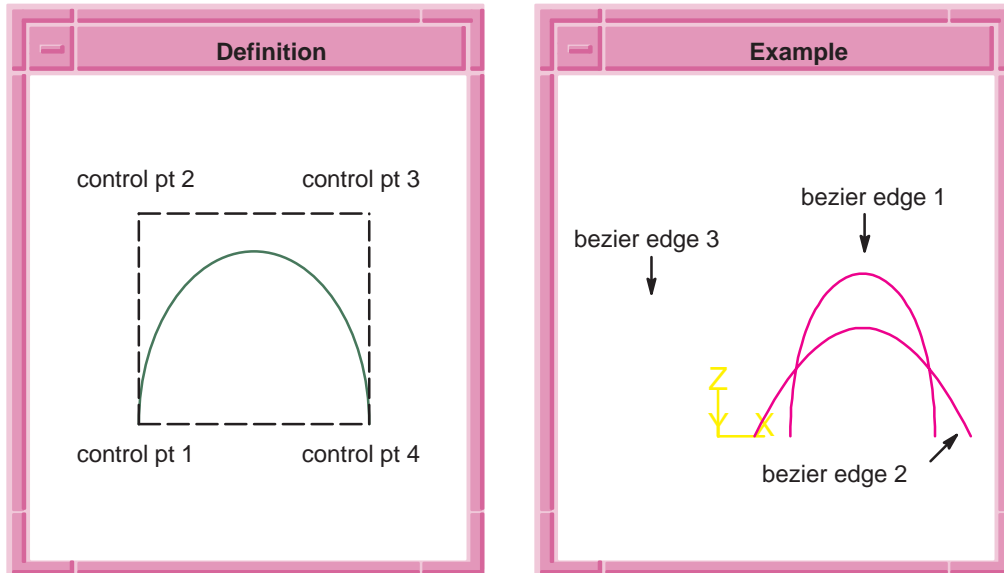 Definition
control pt 2
control pt 3
control pt 1
control pt 4
Example
bezier edge 1
bezier edge 3
Z
Y
X
bezier edge 2